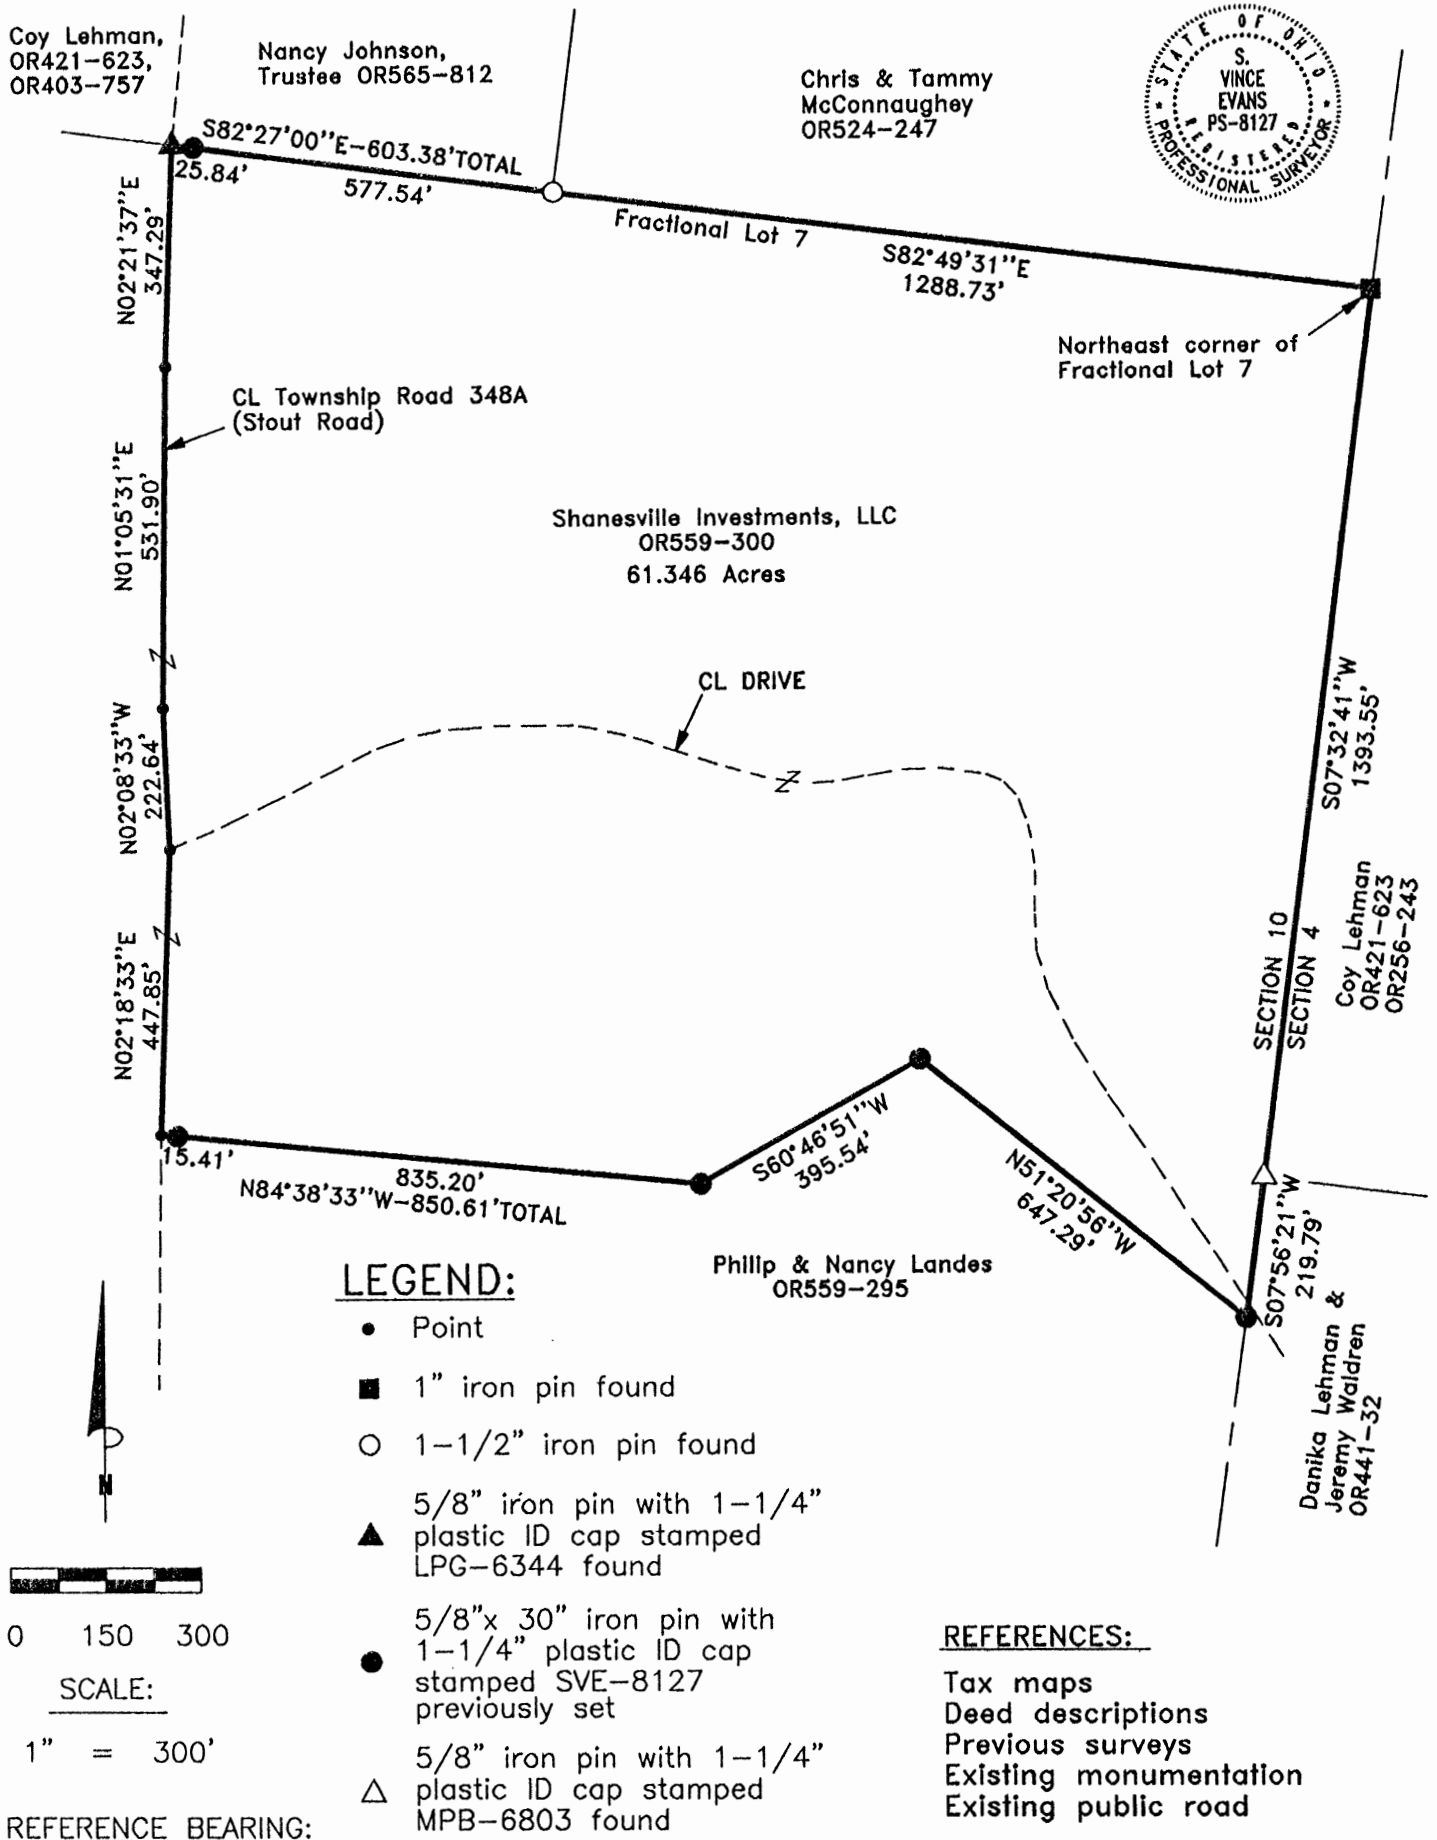 Coy Lehman,
OR421-623,
OR403-757
Nancy Johnson,
Trustee OR565-812
Chris & Tammy
McConnaughey
OR524-247
STATE OF OHIO
S.
VINCE
EVANS
PS-8127
REGISTERED
* PROFESSIONAL SURVEYOR *
S82°27'00''E-603.38'TOTAL
25.84'
577.54'
Fractional Lot 7
S82°49'31''E
1288.73'
Northeast corner of
Fractional Lot 7
N02°21'37''E
347.29'
CL Township Road 348A
(Stout Road)
N01°05'31''E
531.90'
Shanesville Investments, LLC
OR559-300
61.346 Acres
CL DRIVE
N02°08'33''W
222.64'
S07°32'41''W
1393.55'
N02°18'33''E
447.85'
SECTION 10
SECTION 4
Coy Lehman
OR421-623
OR256-243
15.41'
835.20'
N84°38'33''W-850.61'TOTAL
S60°46'51''W
395.54'
N51°20'56''W
647.29'
S07°56'21''W
219.79'
Philip & Nancy Landes
OR559-295
Danika Lehman &
Jeremy Waldren
OR441-32
N
LEGEND:
Point
1" iron pin found
1-1/2" iron pin found
5/8" iron pin with 1-1/4"
plastic ID cap stamped
LPG-6344 found
5/8"x 30" iron pin with
1-1/4" plastic ID cap
stamped SVE-8127
previously set
5/8" iron pin with 1-1/4"
plastic ID cap stamped
MPB-6803 found
0 150 300
SCALE:
1" = 300'
REFERENCE BEARING:
REFERENCES:
Tax maps
Deed descriptions
Previous surveys
Existing monumentation
Existing public road